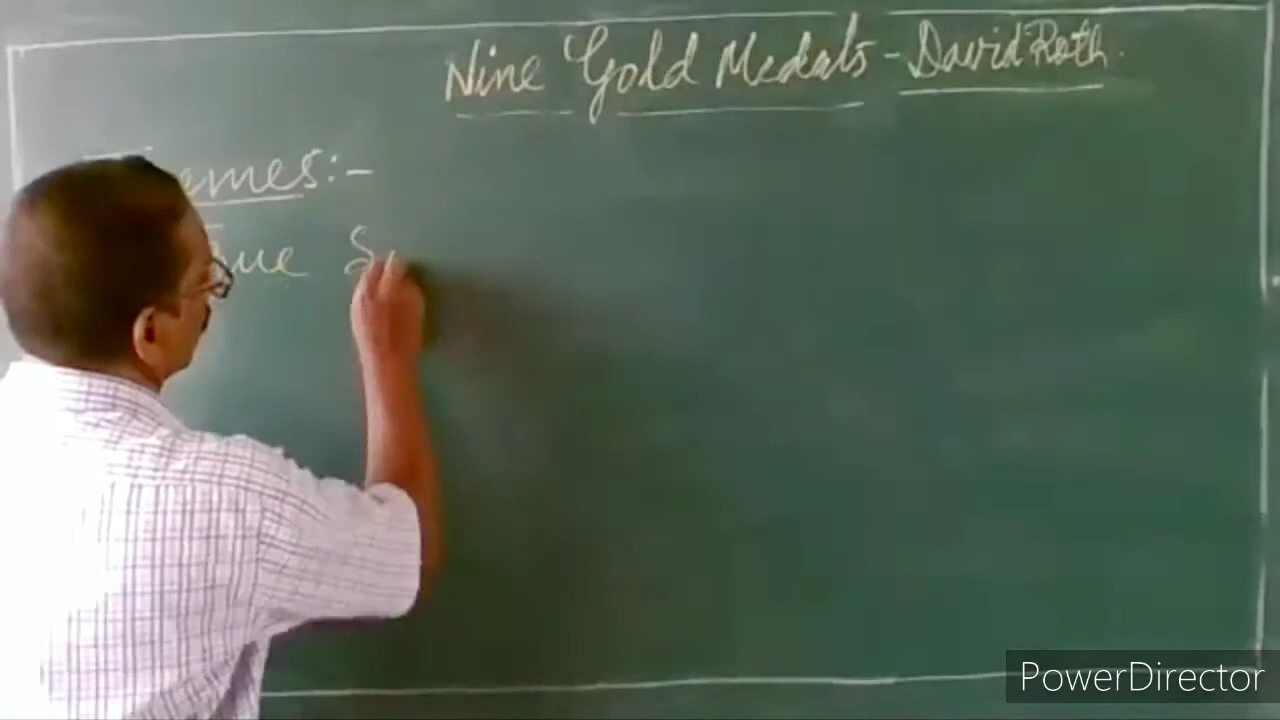 Nine Gold Medals - David Roth.
emes:-
ue S
PowerDirector